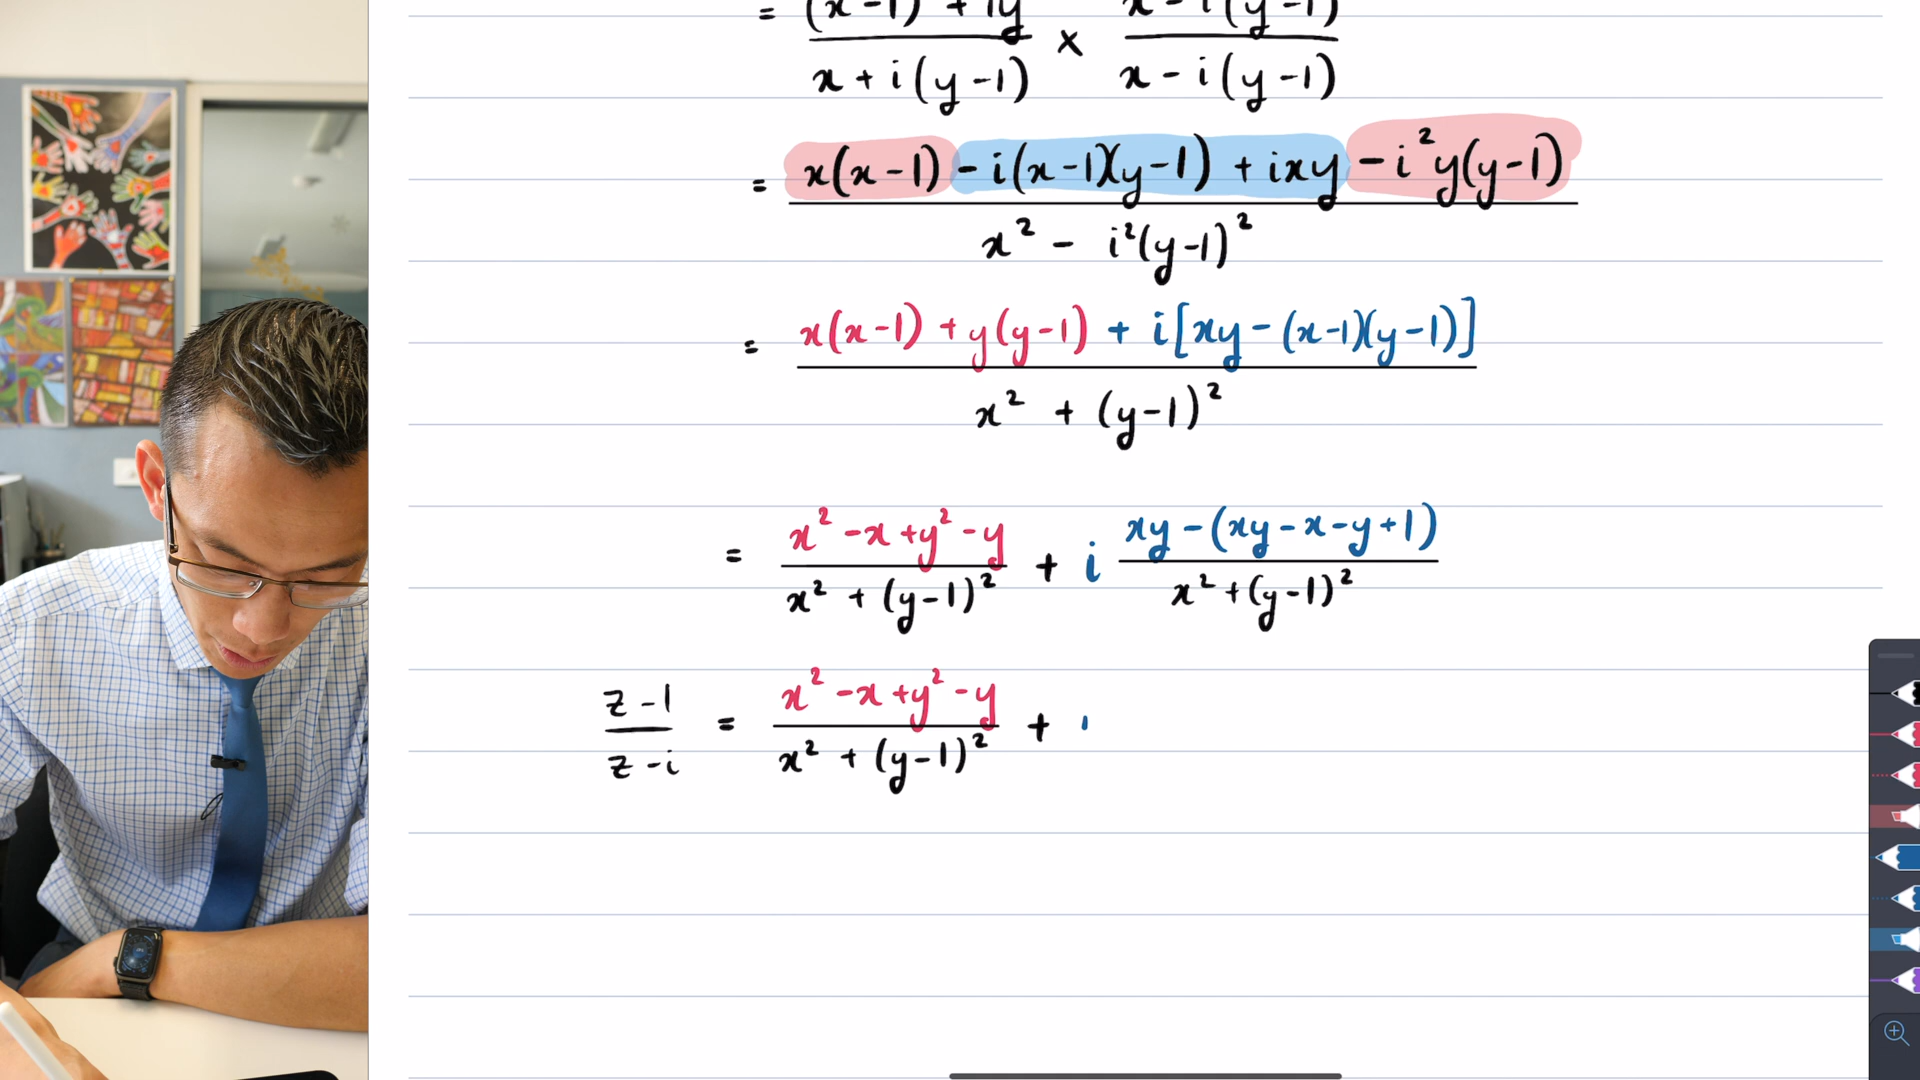 = (x-1) + iy / x + i(y-1) × x - i(y-1) / x - i(y-1)
= x(x-1) - i(x-1)(y-1) + ixy - i²y(y-1) / x² - i²(y-1)²
= x(x-1) + y(y-1) + i[xy - (x-1)(y-1)] / x² + (y-1)²
= x² - x + y² - y / x² + (y-1)² + i xy - (xy - x - y + 1) / x² + (y-1)²
z - 1 / z - i = x² - x + y² - y / x² + (y-1)² +